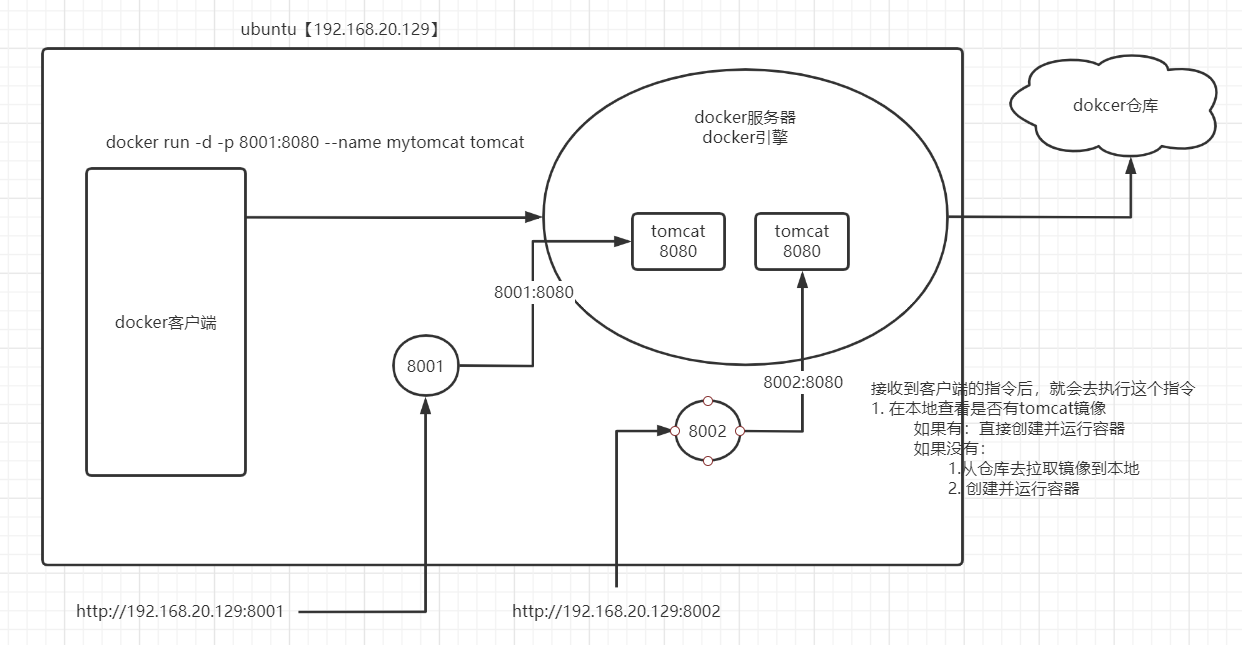 ubuntu【192.168.20.129】
docker服务器
docker引擎
dokcer仓库
docker run -d -p 8001:8080 --name mytomcat tomcat
tomcat
8080
tomcat
8080
8001:8080
docker客户端
8001
8002:8080
8002
接收到客户端的指令后，就会去执行这个指令
1. 在本地查看是否有tomcat镜像
如果有：直接创建并运行容器
如果没有：
1.从仓库去拉取镜像到本地
2. 创建并运行容器
http://192.168.20.129:8001
http://192.168.20.129:8002